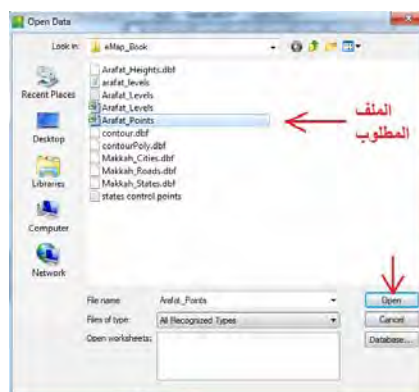 Open Data
Look in:
eMap_Book
Recent Places
Desktop
Libraries
Computer
Network
Arafat_Heights.dbf
arafat_levels
Arafat_Levels
Arafat_Levels
Arafat_Points
contour.dbf
contourPoly.dbf
Makkah_Cities.dbf
Makkah_Roads.dbf
Makkah_States.dbf
states control points
الملف
المطلوب
File name:
Arafat_Points
Open
Files of type:
All Recognized Types
Cancel
Open worksheets:
Database...